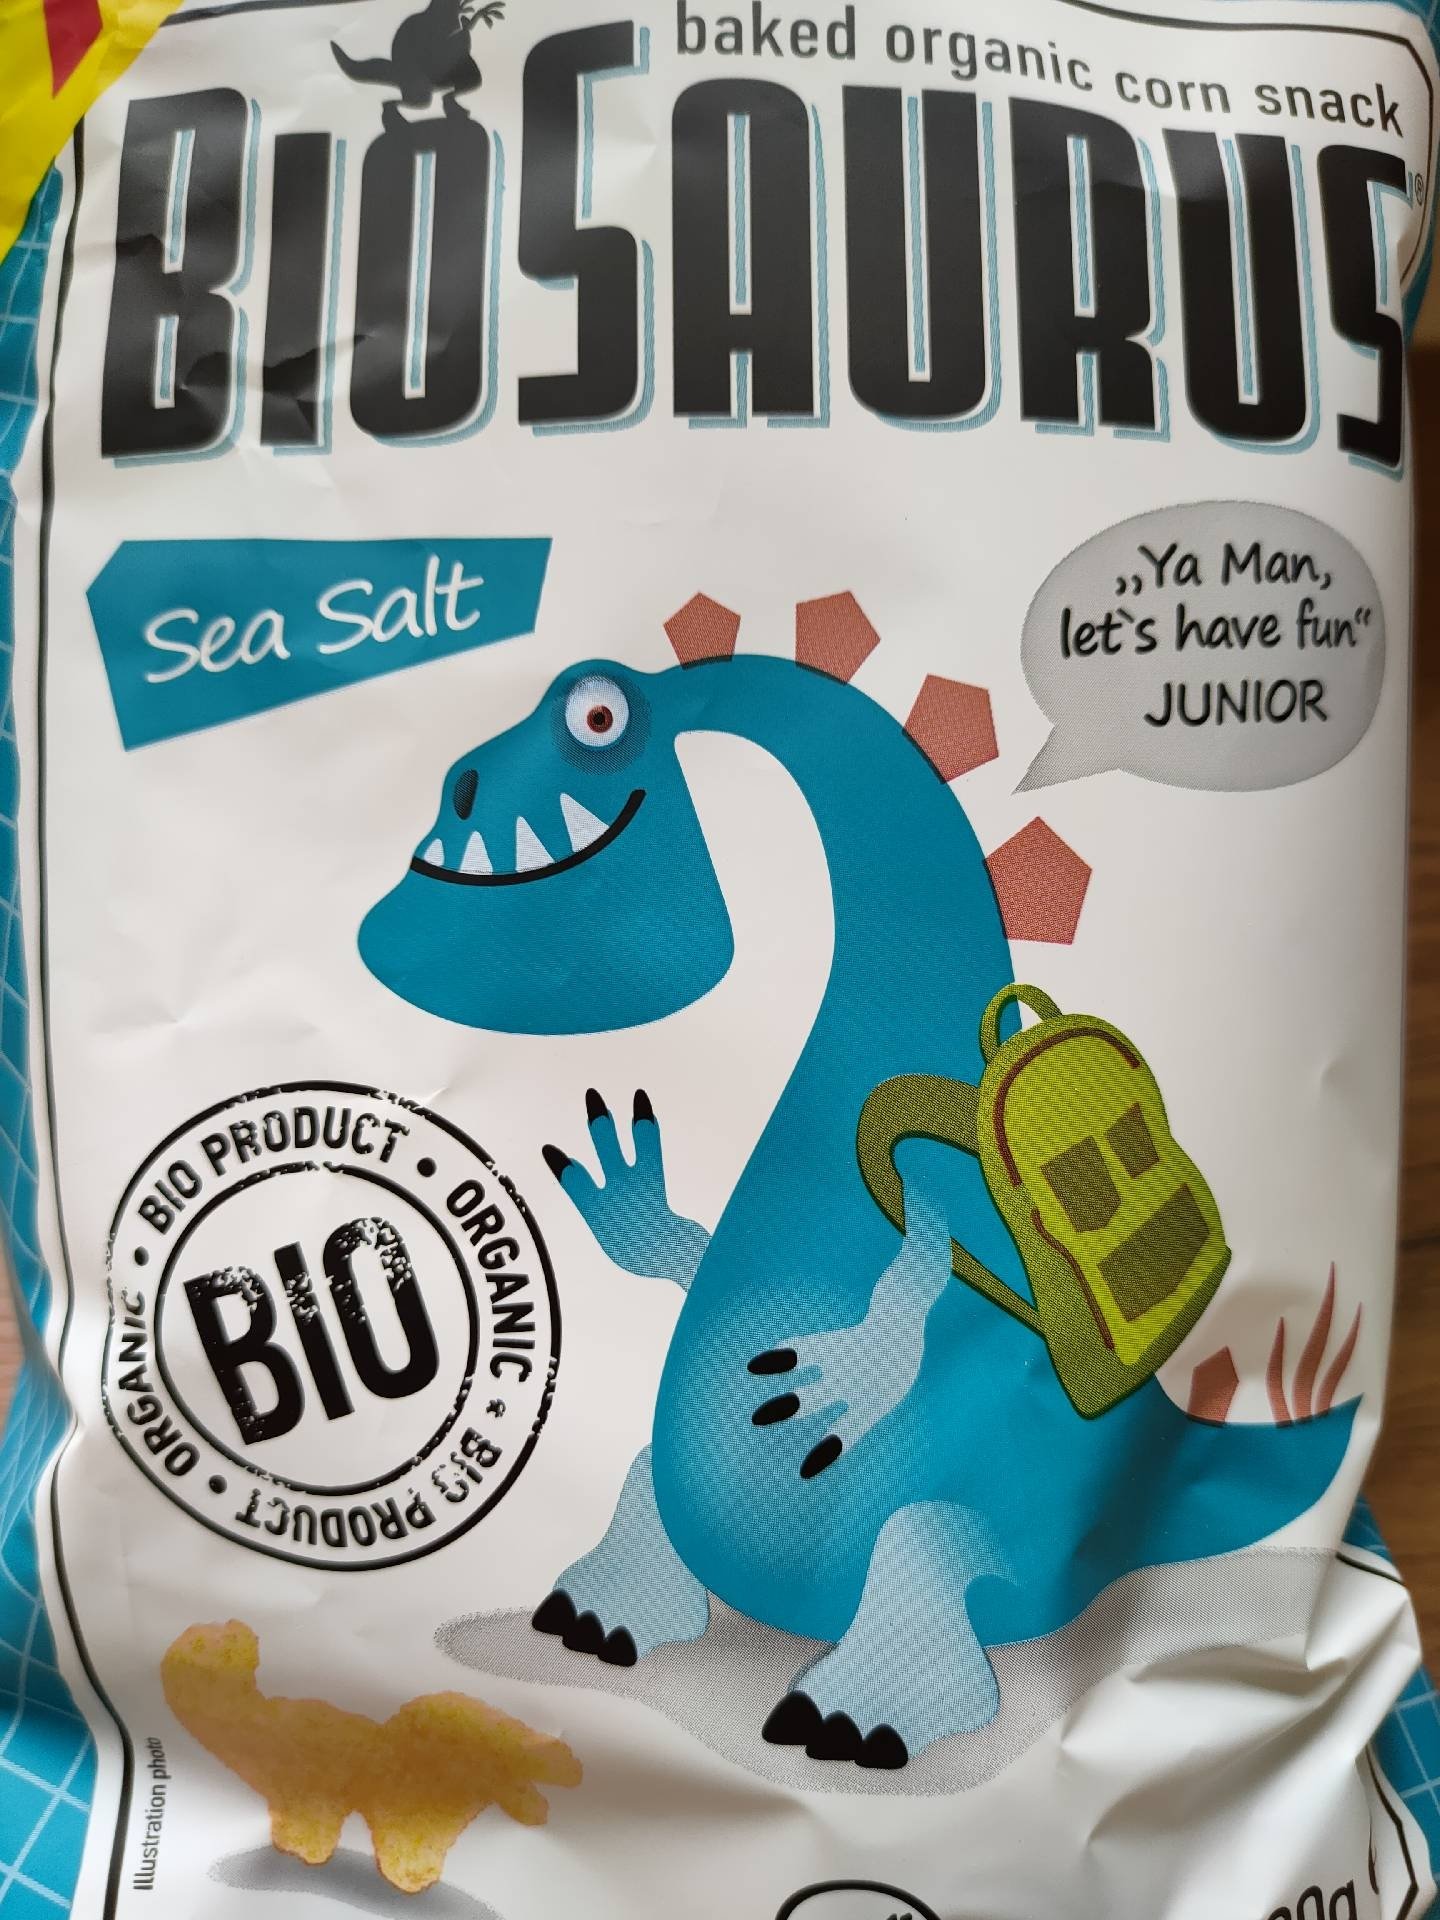 baked organic corn snack
BIOSAURUS®
Sea Salt
„Ya Man,
let`s have fun“
JUNIOR
BIO PRODUCT • ORGANIC • BIO PRODUCT • ORGANIC •
BIO
Illustration photo